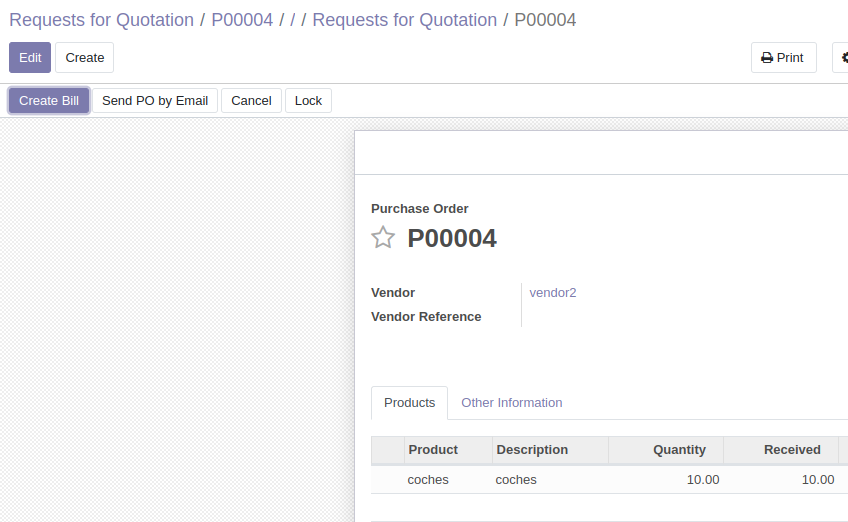 Requests for Quotation / P00004 / / / Requests for Quotation / P00004
Edit Create Print
Create Bill Send PO by Email Cancel Lock
Purchase Order
P00004
Vendor vendor2
Vendor Reference
Products Other Information
Product Description Quantity Received
coches coches 10.00 10.00